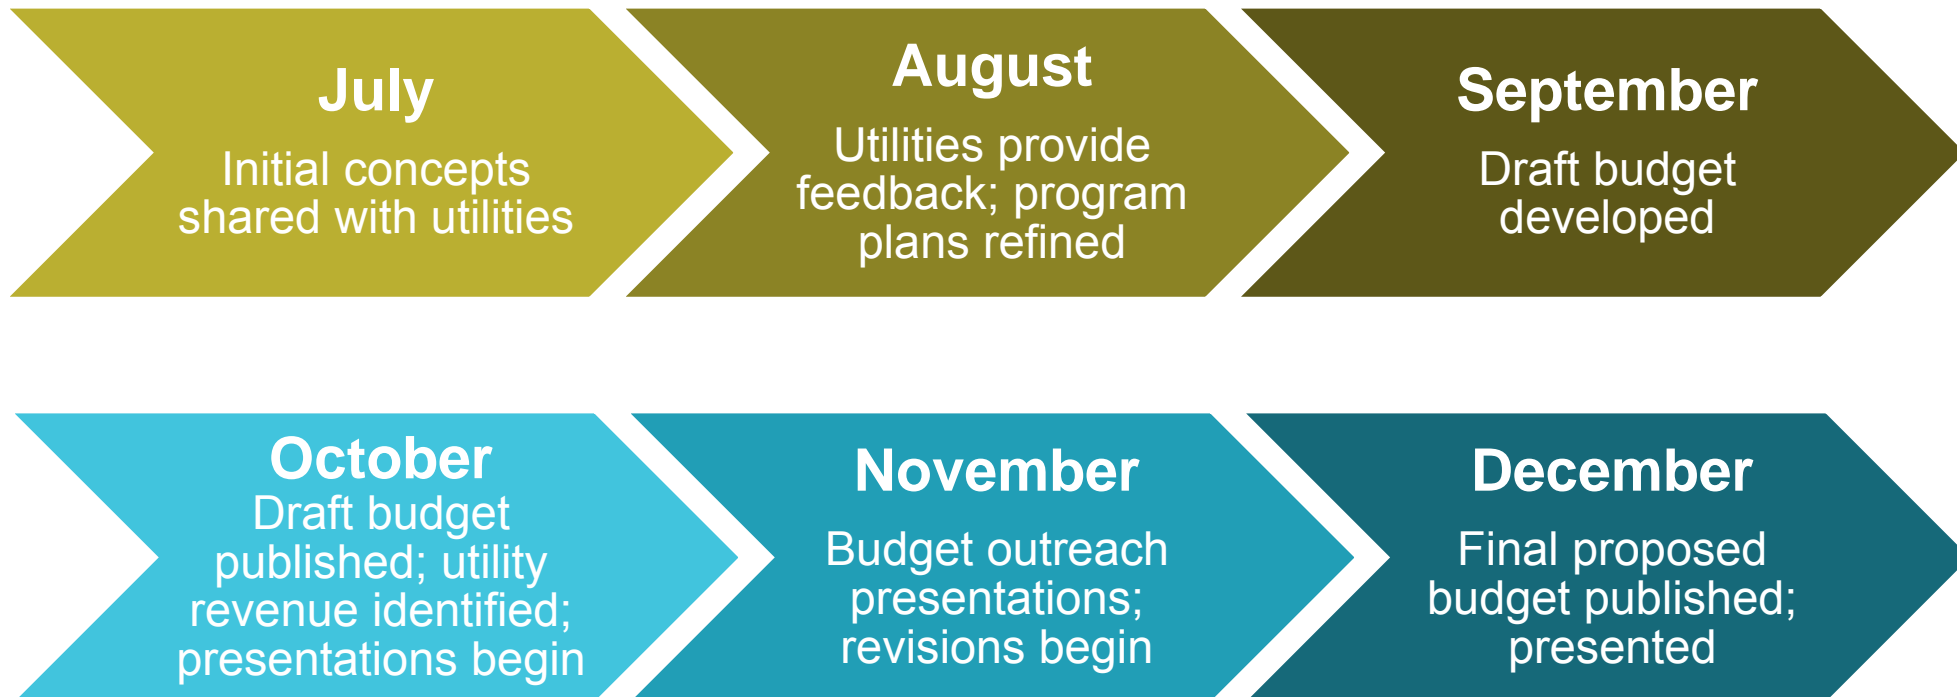 July
Initial concepts
shared with utilities
August
Utilities provide
feedback; program
plans refined
September
Draft budget
developed
October
Draft budget
published; utility
revenue identified;
presentations begin
November
Budget outreach
presentations;
revisions begin
December
Final proposed
budget published;
presented